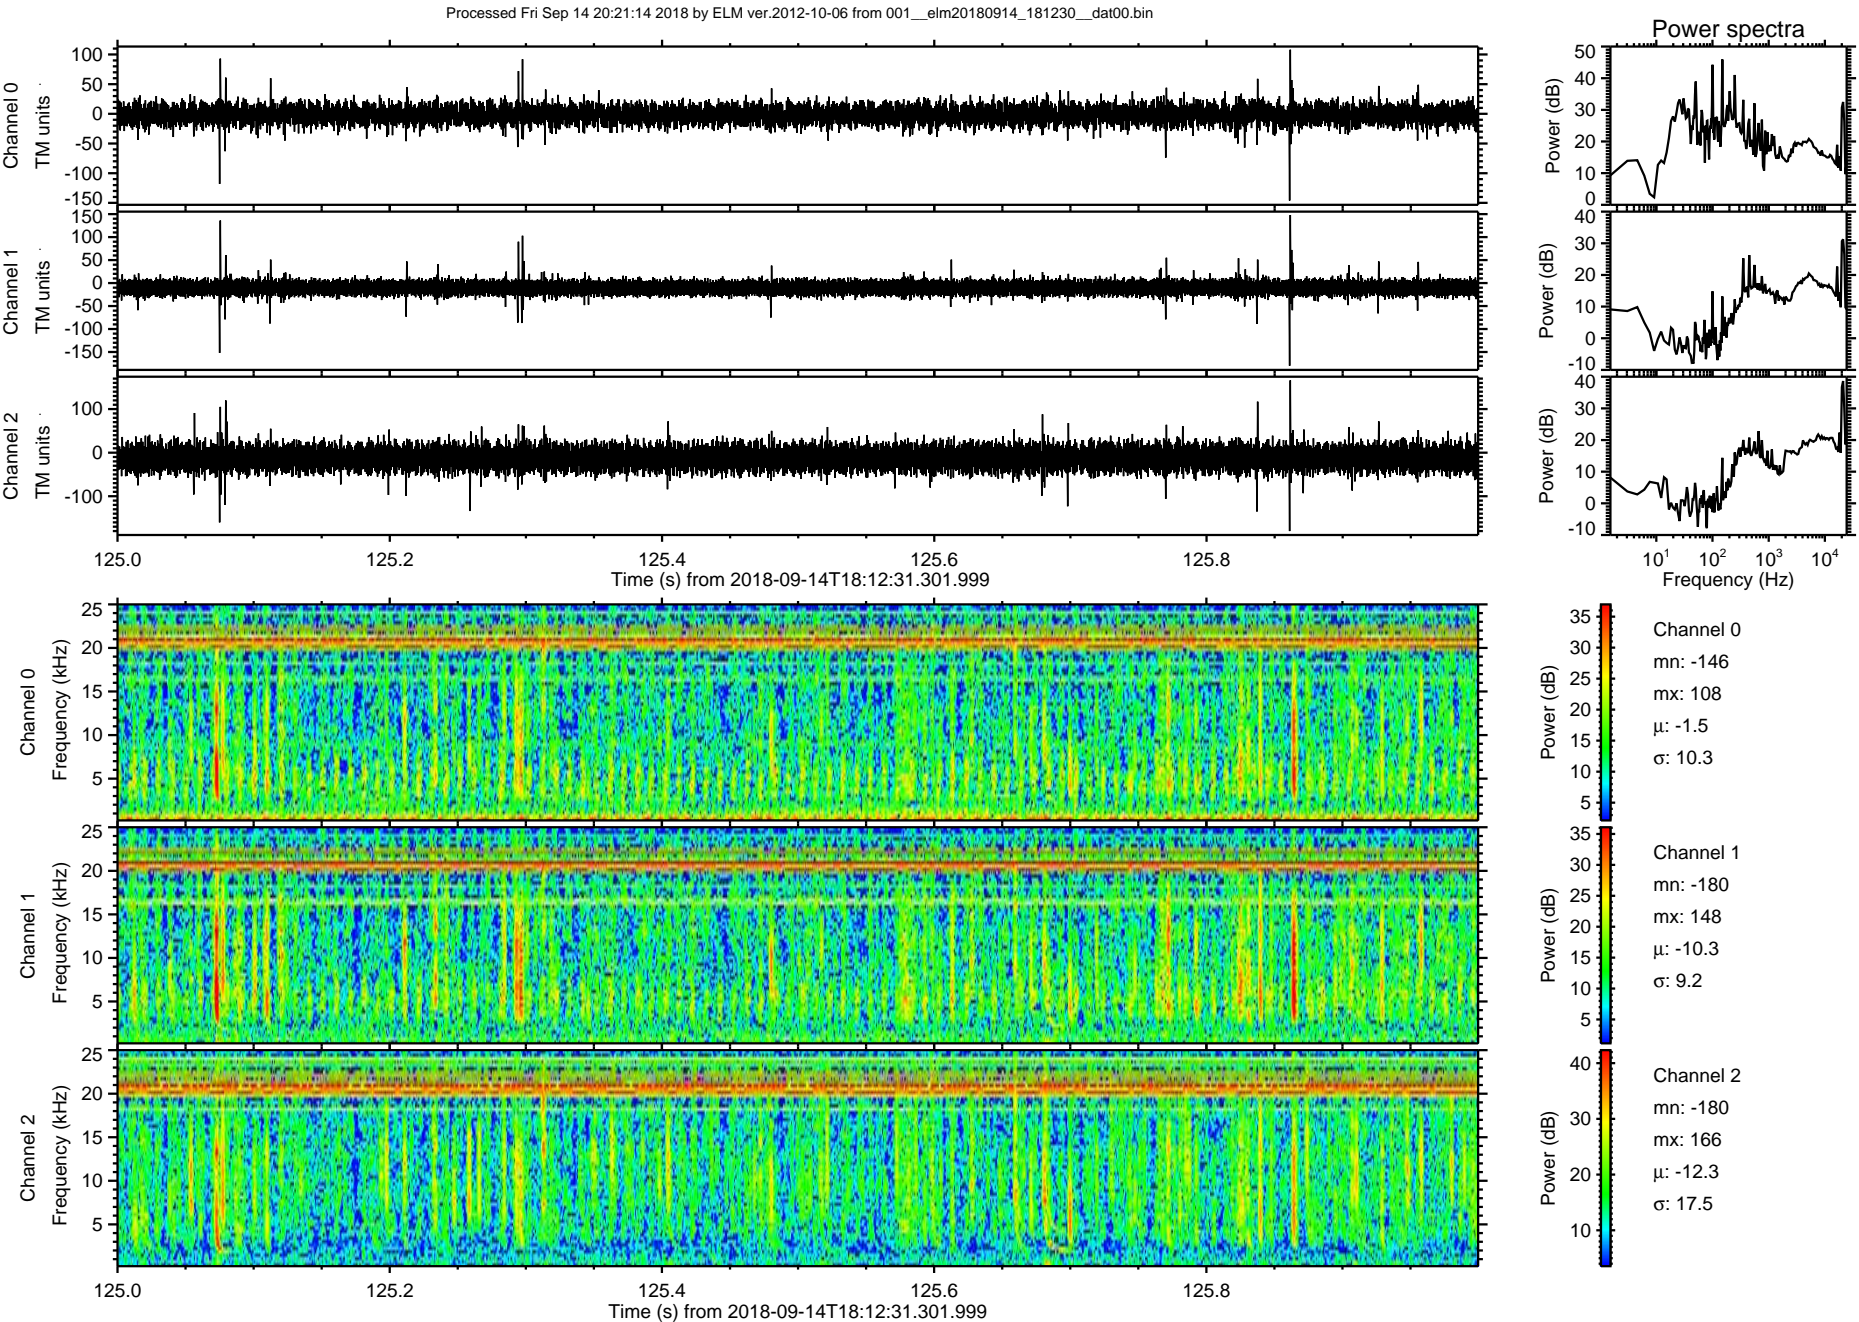 Processed Fri Sep 14 20:21:14 2018 by ELM ver.2012-10-06 from 001__elm20180914_181230__dat00.bin
Power spectra
Channel 0
TM units
100
50
0
-50
-100
-150
Power (dB)
50
40
30
20
10
0
Channel 1
TM units
150
100
50
0
-50
-100
-150
Power (dB)
40
30
20
10
0
-10
Channel 2
TM units
100
0
-100
Power (dB)
40
30
20
10
0
-10
125.0 125.2 125.4 125.6 125.8
Time (s) from 2018-09-14T18:12:31.301.999
10¹ 10² 10³ 10⁴
Frequency (Hz)
Channel 0
Frequency (kHz)
25
20
15
10
5
Power (dB)
35
30
25
20
15
10
5
Channel 0
mn: -146
mx: 108
μ: -1.5
σ: 10.3
Channel 1
Frequency (kHz)
25
20
15
10
5
Power (dB)
35
30
25
20
15
10
5
Channel 1
mn: -180
mx: 148
μ: -10.3
σ: 9.2
Channel 2
Frequency (kHz)
25
20
15
10
5
Power (dB)
40
30
20
10
Channel 2
mn: -180
mx: 166
μ: -12.3
σ: 17.5
125.0 125.2 125.4 125.6 125.8
Time (s) from 2018-09-14T18:12:31.301.999